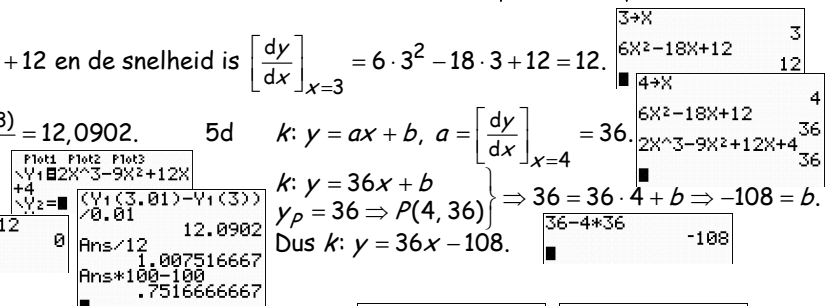 + 12 en de snelheid is [dy/dx]x=3 = 6 · 3² − 18 · 3 + 12 = 12.
3→X
3
6X²-18X+12
12
4→X
4
6X²-18X+12
36
2X^3-9X²+12X+4
36
3) = 12,0902.
5d k: y = ax + b, a = [dy/dx]x=4 = 36.
Plot1 Plot2 Plot3
\Y₁=2X^3-9X²+12X
+4
\Y₂=
12
0
(Y₁(3.01)-Y₁(3))
/0.01
12.0902
Ans/12
1.007516667
Ans*100-100
.7516666667
k: y = 36x + b
yP = 36 ⇒ P(4, 36)
} ⇒ 36 = 36 · 4 + b ⇒ −108 = b.
Dus k: y = 36x − 108.
36-4*36
-108